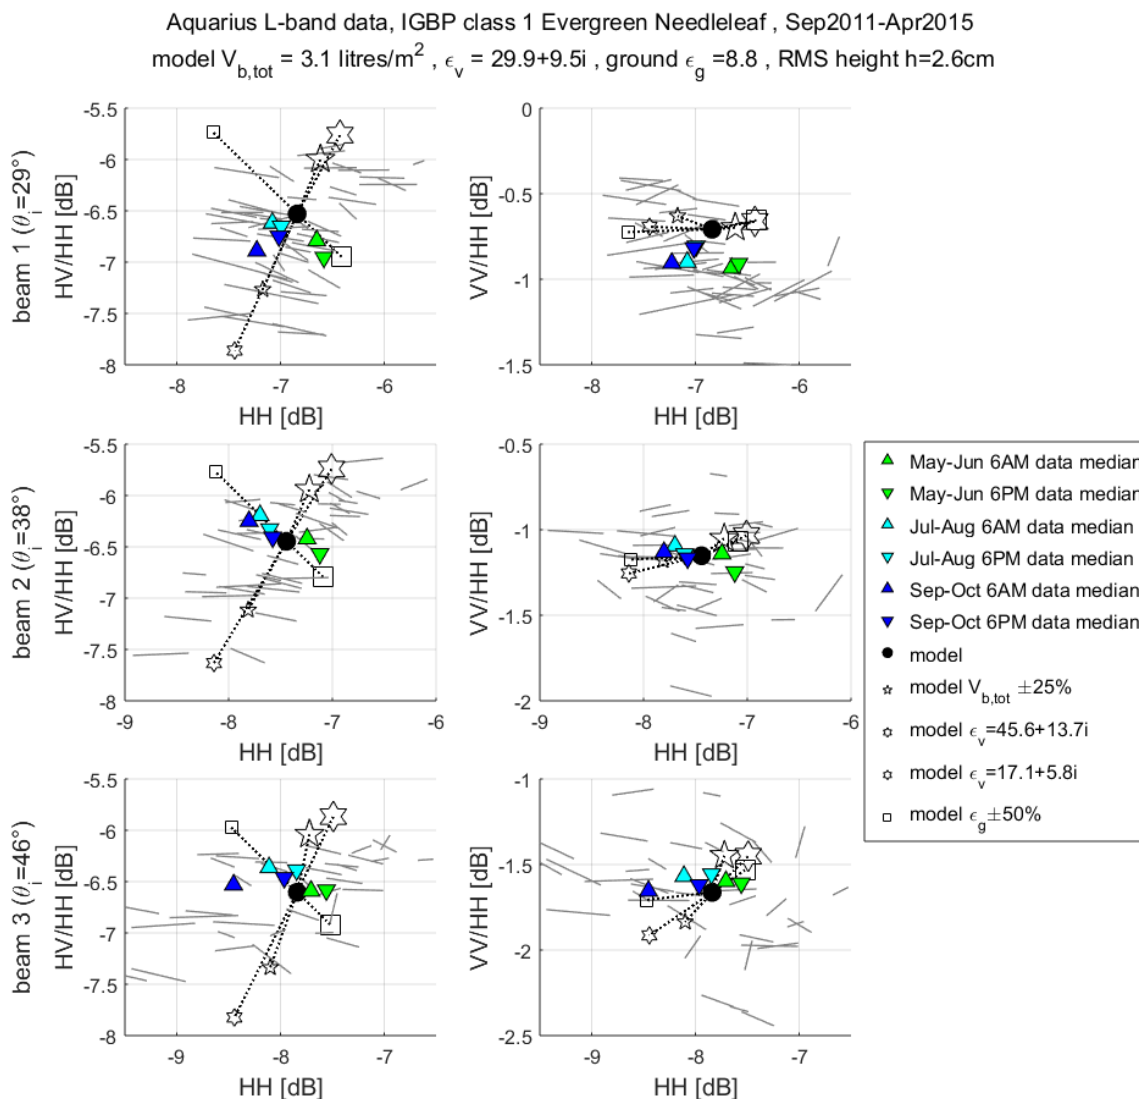 Aquarius L-band data, IGBP class 1 Evergreen Needleleaf , Sep2011-Apr2015
model V_b,tot = 3.1 litres/m² , ϵ_v = 29.9+9.5i , ground ϵ_g =8.8 , RMS height h=2.6cm
beam 1 (θ_i=29°)
HV/HH [dB]
-5.5
-6
-6.5
-7
-7.5
-8
-8
-7
-6
HH [dB]
VV/HH [dB]
0
-0.5
-1
-1.5
-8
-7
-6
HH [dB]
beam 2 (θ_i=38°)
HV/HH [dB]
-5.5
-6
-6.5
-7
-7.5
-8
-9
-8
-7
-6
HH [dB]
VV/HH [dB]
-0.5
-1
-1.5
-2
-9
-8
-7
-6
HH [dB]
May-Jun 6AM data median
May-Jun 6PM data median
Jul-Aug 6AM data median
Jul-Aug 6PM data median
Sep-Oct 6AM data median
Sep-Oct 6PM data median
model
model V_b,tot ±25%
model ϵ_v=45.6+13.7i
model ϵ_v=17.1+5.8i
model ϵ_g±50%
beam 3 (θ_i=46°)
HV/HH [dB]
-5.5
-6
-6.5
-7
-7.5
-8
-9
-8
-7
HH [dB]
VV/HH [dB]
-1
-1.5
-2
-2.5
-9
-8
-7
HH [dB]